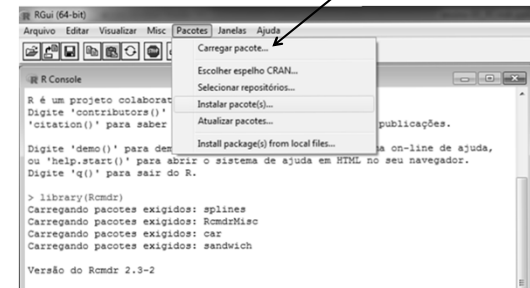 RGui (64-bit)
Arquivo Editar Visualizar Misc Pacotes Janelas Ajuda
Carregar pacote...
Escolher espelho CRAN...
Selecionar repositórios...
Instalar pacote(s)...
Atualizar pacotes...
Install package(s) from local files...
R Console
R é um projeto colaborat
Digite 'contributors()'
'citation()' para saber publicações.
Digite 'demo()' para dem a on-line de ajuda,
ou 'help.start()' para abrir o sistema de ajuda em HTML no seu navegador.
Digite 'q()' para sair do R.
> library(Rcmdr)
Carregando pacotes exigidos: splines
Carregando pacotes exigidos: RcmdrMisc
Carregando pacotes exigidos: car
Carregando pacotes exigidos: sandwich
Versão do Rcmdr 2.3-2